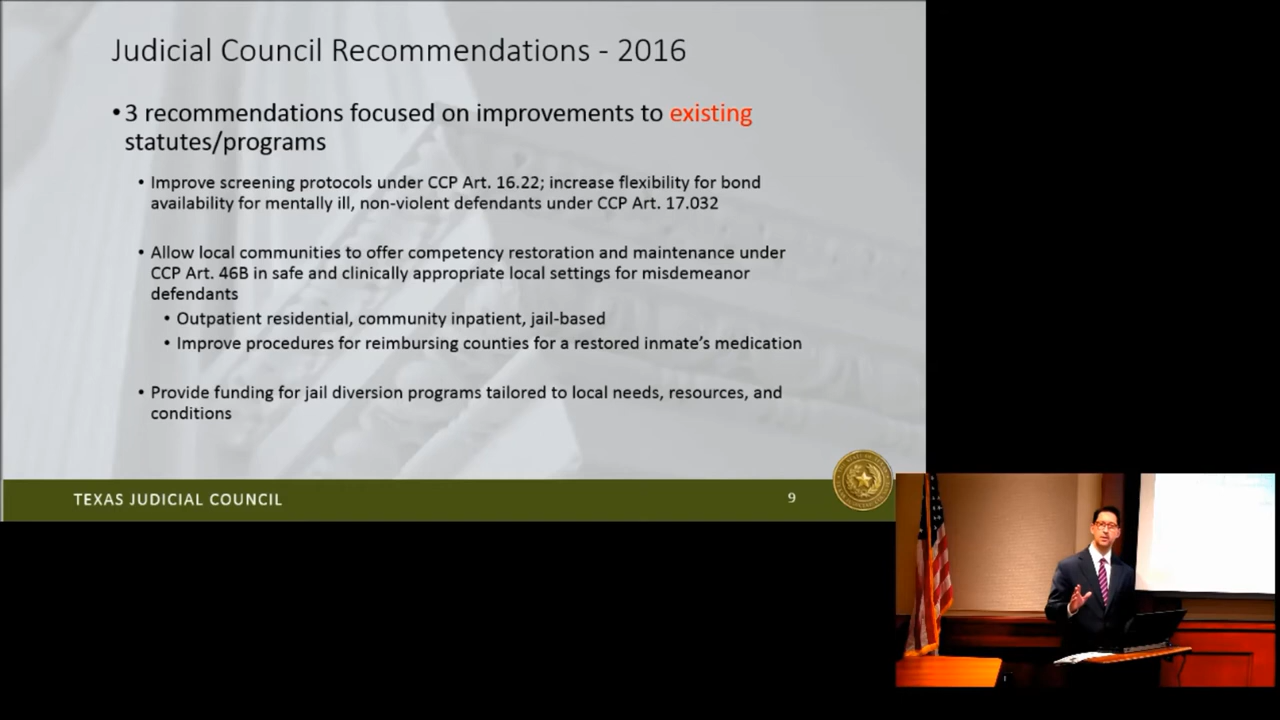 Judicial Council Recommendations - 2016
• 3 recommendations focused on improvements to existing
statutes/programs
• Improve screening protocols under CCP Art. 16.22; increase flexibility for bond
availability for mentally ill, non-violent defendants under CCP Art. 17.032
• Allow local communities to offer competency restoration and maintenance under
CCP Art. 46B in safe and clinically appropriate local settings for misdemeanor
defendants
• Outpatient residential, community inpatient, jail-based
• Improve procedures for reimbursing counties for a restored inmate’s medication
• Provide funding for jail diversion programs tailored to local needs, resources, and
conditions
TEXAS JUDICIAL COUNCIL
9